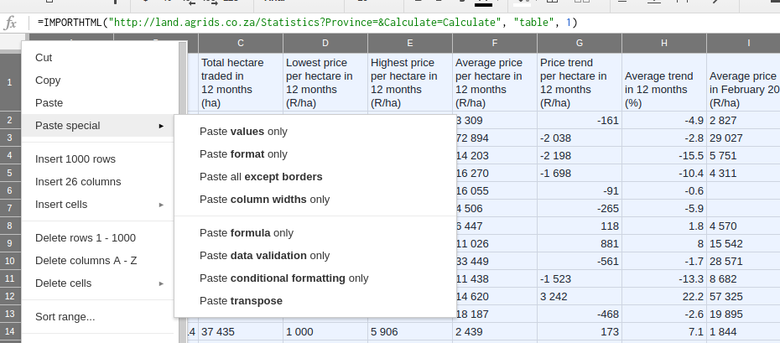 fx =IMPORTHTML("http://land.agrids.co.za/Statistics?Province=&Calculate=Calculate", "table", 1)
C D E F G H I
1 Total hectare traded in 12 months (ha) Lowest price per hectare in 12 months (R/ha) Highest price per hectare in 12 months (R/ha) Average price per hectare in 12 months (R/ha) Price trend per hectare in 12 months (R/ha) Average trend in 12 months (%) Average price in February 20 (R/ha)
Cut
Copy
Paste
Paste special ►
Insert 1000 rows
Insert 26 columns
Insert cells ►
Delete rows 1 - 1000
Delete columns A - Z
Delete cells ►
Sort range...
Paste values only
Paste format only
Paste all except borders
Paste column widths only
Paste formula only
Paste data validation only
Paste conditional formatting only
Paste transpose
2 3 309 -161 -4.9 2 827
3 72 894 -2 038 -2.8 29 027
4 14 203 -2 198 -15.5 5 751
5 16 270 -1 698 -10.4 4 311
6 16 055 -91 -0.6
7 4 506 -265 -5.9
8 6 447 118 1.8 4 570
9 11 026 881 8 15 542
10 33 449 -561 -1.7 28 571
11 11 438 -1 523 -13.3 8 682
12 14 620 3 242 22.2 57 325
13 18 187 -468 -2.6 19 895
14 .4 37 435 1 000 5 906 2 439 173 7.1 1 844